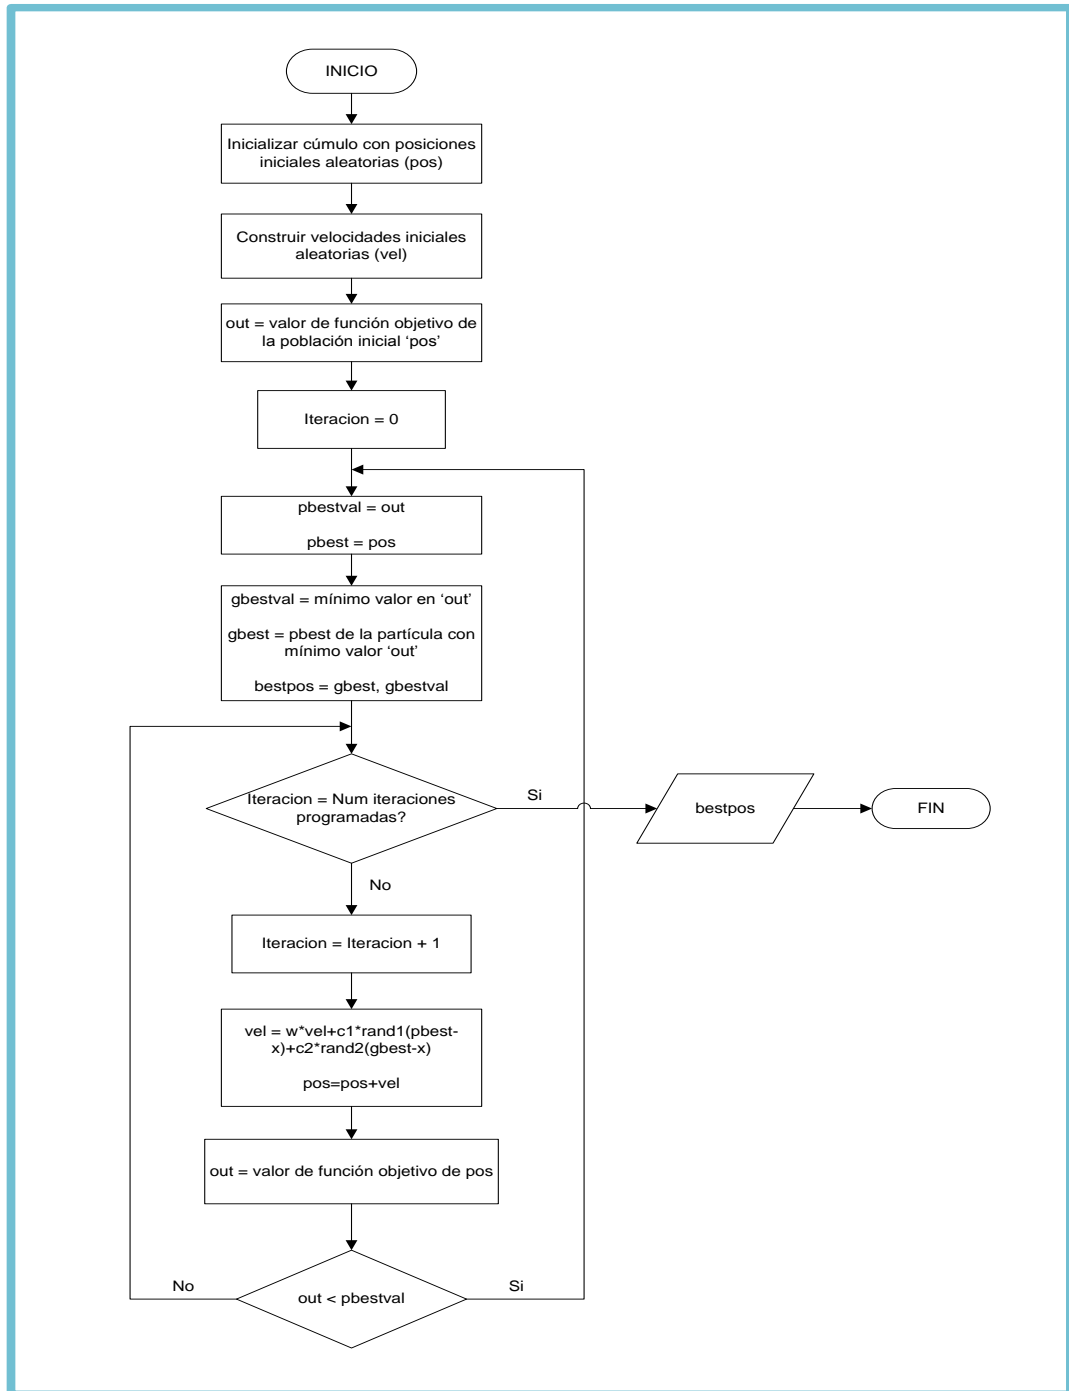 INICIO
Inicializar cúmulo con posiciones
iniciales aleatorias (pos)
Construir velocidades iniciales
aleatorias (vel)
out = valor de función objetivo de
la población inicial ‘pos’
Iteracion = 0
pbestval = out
pbest = pos
gbestval = mínimo valor en ‘out’
gbest = pbest de la partícula con
mínimo valor ‘out’
bestpos = gbest, gbestval
Iteracion = Num iteraciones
programadas?
Si
bestpos
FIN
No
Iteracion = Iteracion + 1
vel = w*vel+c1*rand1(pbest-
x)+c2*rand2(gbest-x)
pos=pos+vel
out = valor de función objetivo de pos
No
out < pbestval
Si